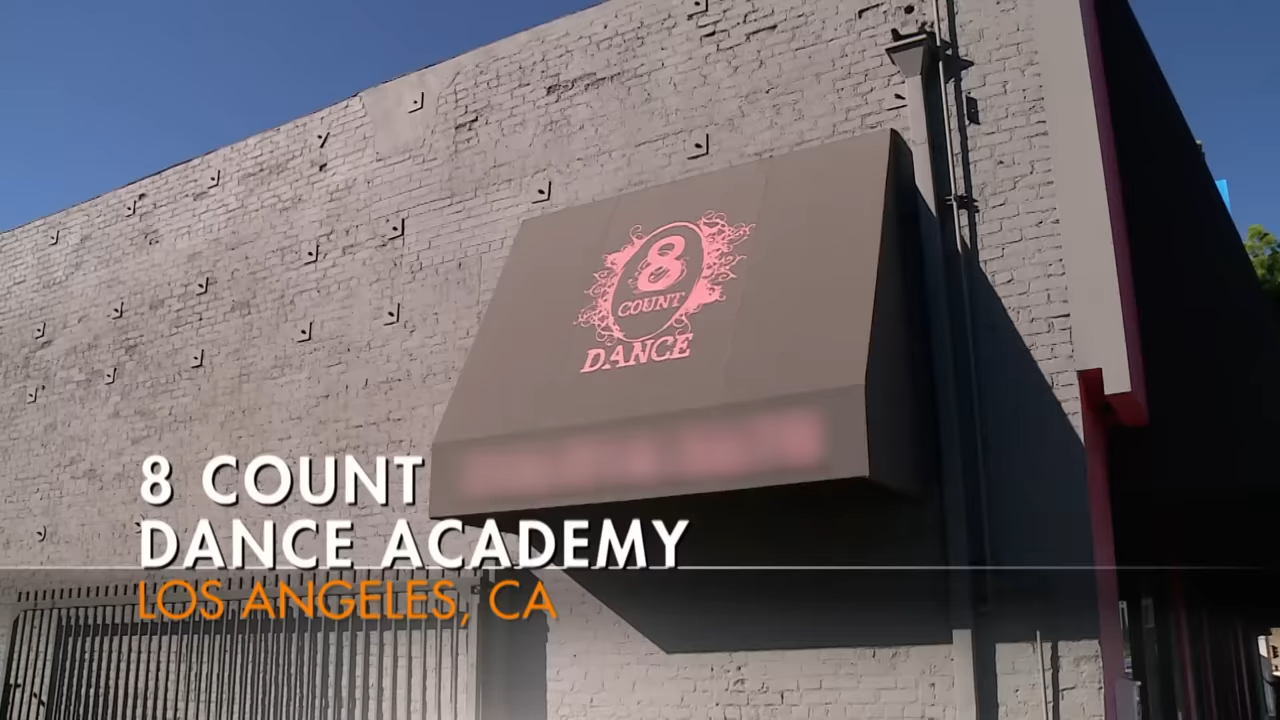 8
COUNT
DANCE
8 COUNT
DANCE ACADEMY
LOS ANGELES, CA